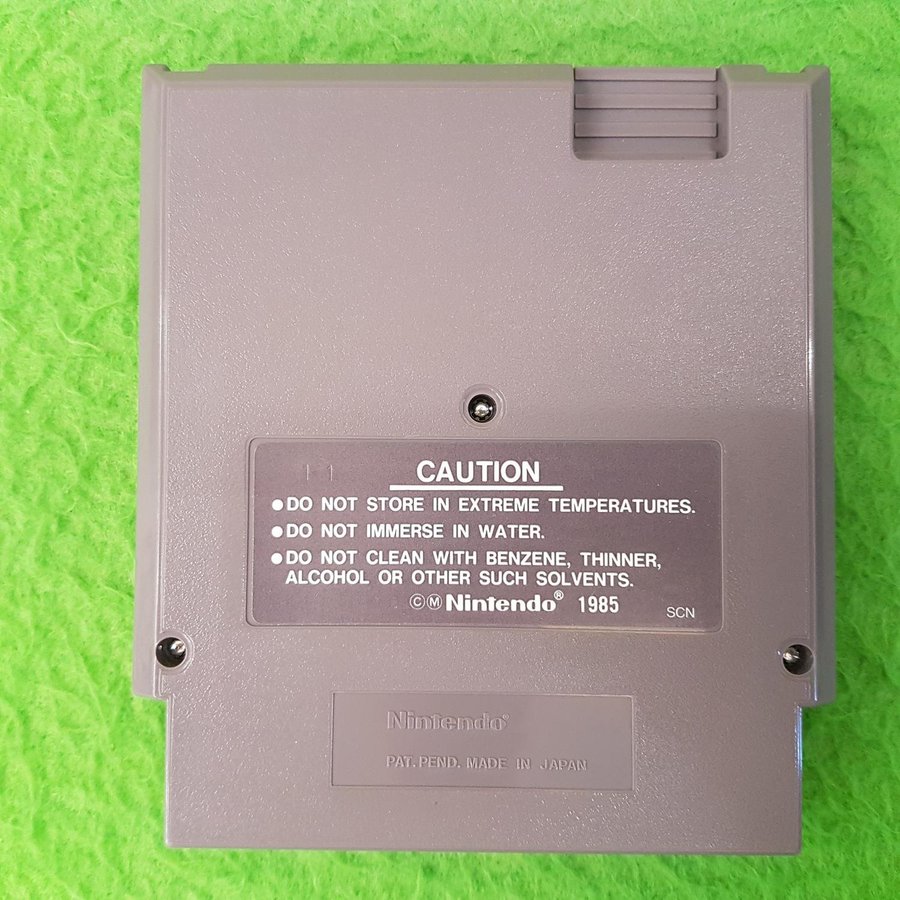 CAUTION
●DO NOT STORE IN EXTREME TEMPERATURES.
●DO NOT IMMERSE IN WATER.
●DO NOT CLEAN WITH BENZENE, THINNER,
ALCOHOL OR OTHER SUCH SOLVENTS.
ⒸⓂ Nintendo® 1985 SCN
Nintendo®
PAT. PEND. MADE IN JAPAN